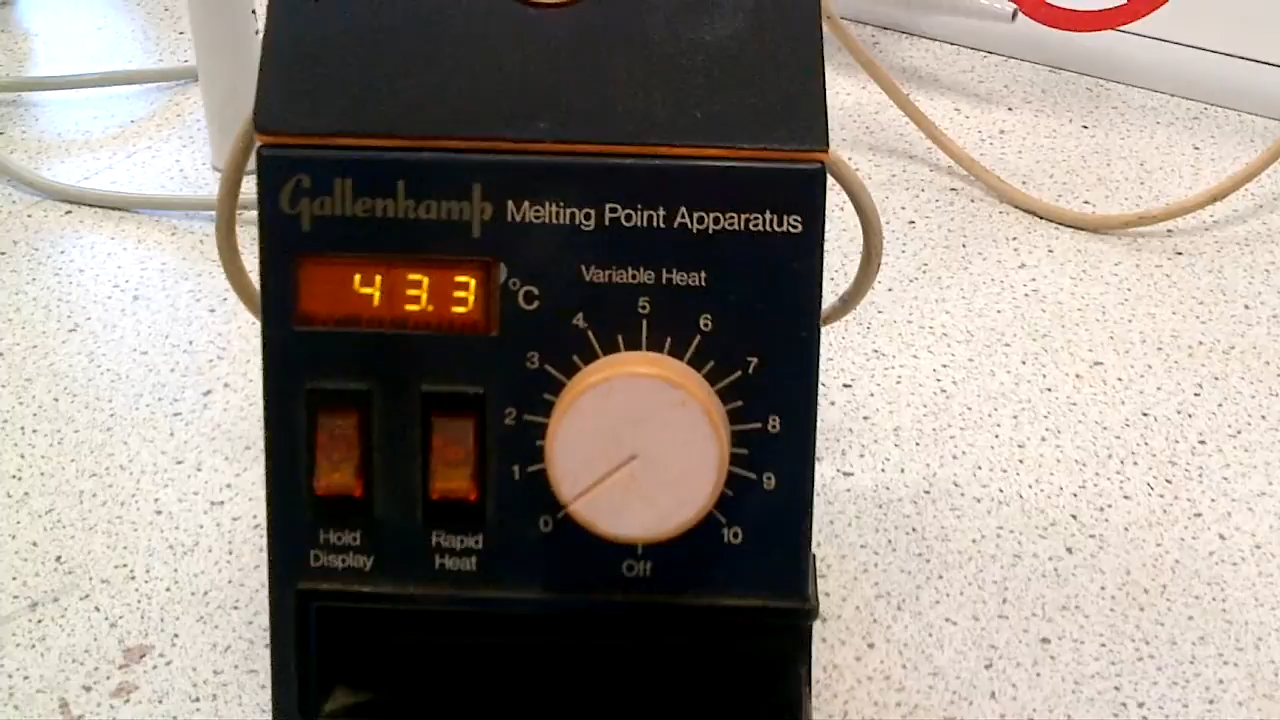 Gallenkamp Melting Point Apparatus
43.3 °C
Variable Heat
0 1 2 3 4 5 6 7 8 9 10
Off
Hold
Display
Rapid
Heat